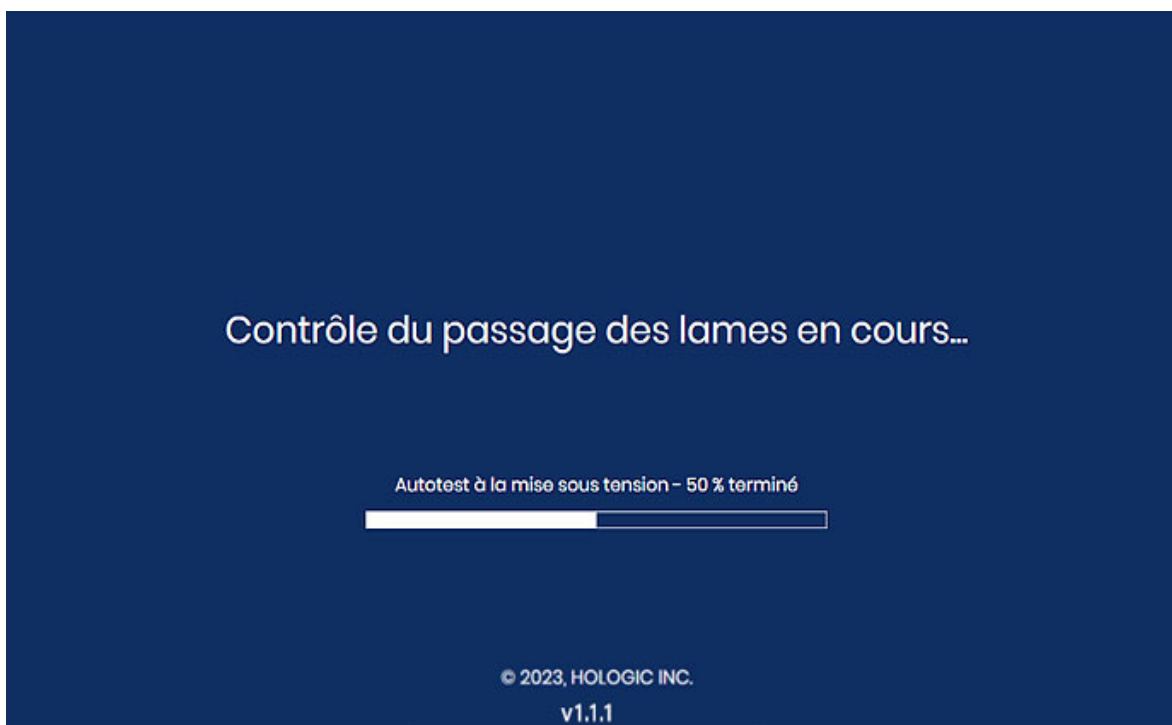 Contrôle du passage des lames en cours...
Autotest à la mise sous tension - 50 % terminé
© 2023, HOLOGIC INC.
v1.1.1